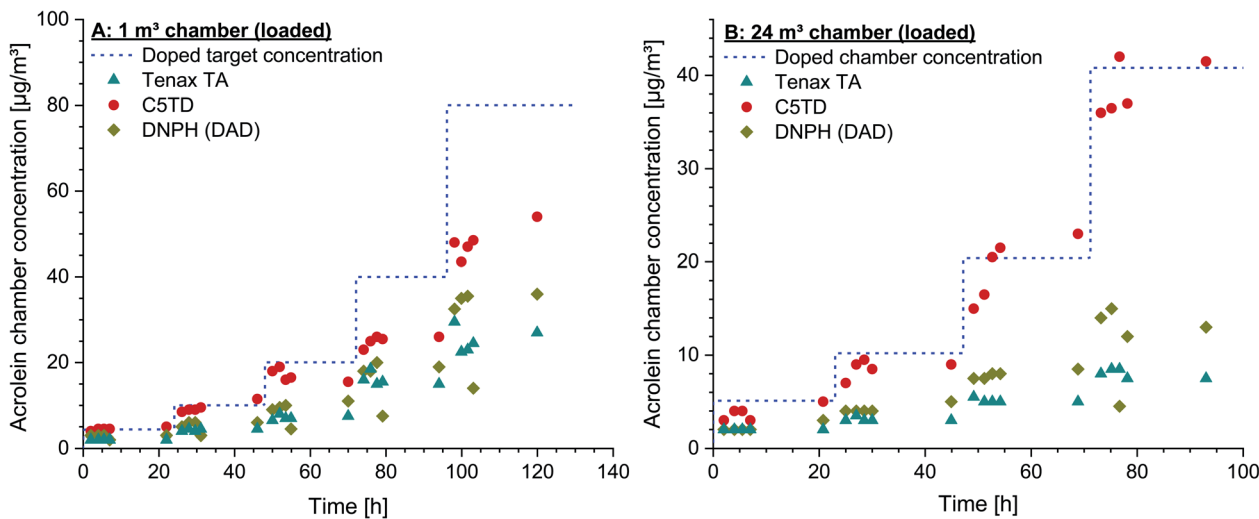 A: 1 m³ chamber (loaded)
Doped target concentration
Tenax TA
C5TD
DNPH (DAD)
Acrolein chamber concentration [µg/m³]
100
80
60
40
20
0
0 20 40 60 80 100 120 140
Time [h]
B: 24 m³ chamber (loaded)
Doped chamber concentration
Tenax TA
C5TD
DNPH (DAD)
Acrolein chamber concentration [µg/m³]
40
30
20
10
0
0 20 40 60 80 100
Time [h]